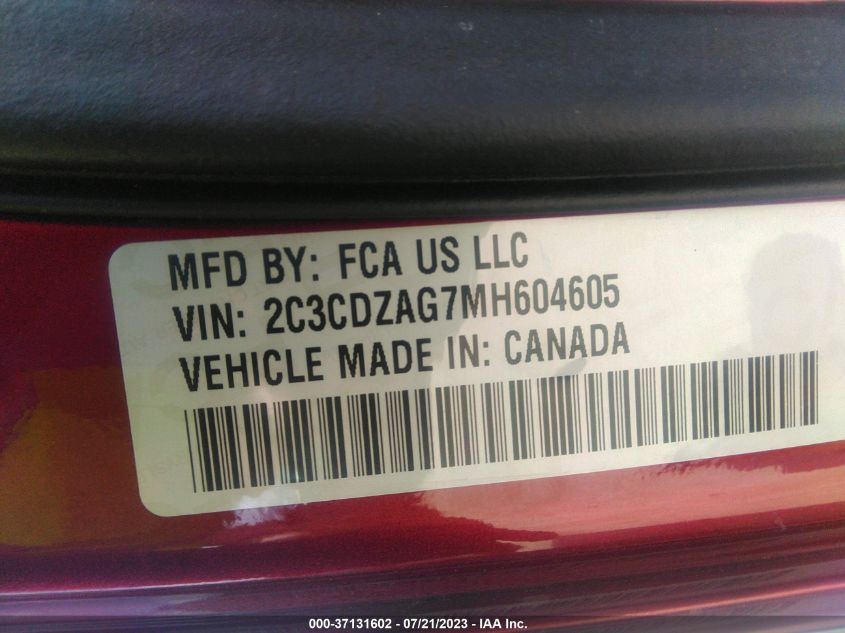 MFD BY: FCA US LLC
VIN: 2C3CDZAG7MH604605
VEHICLE MADE IN: CANADA
000-37131602 - 07/21/2023 - IAA Inc.